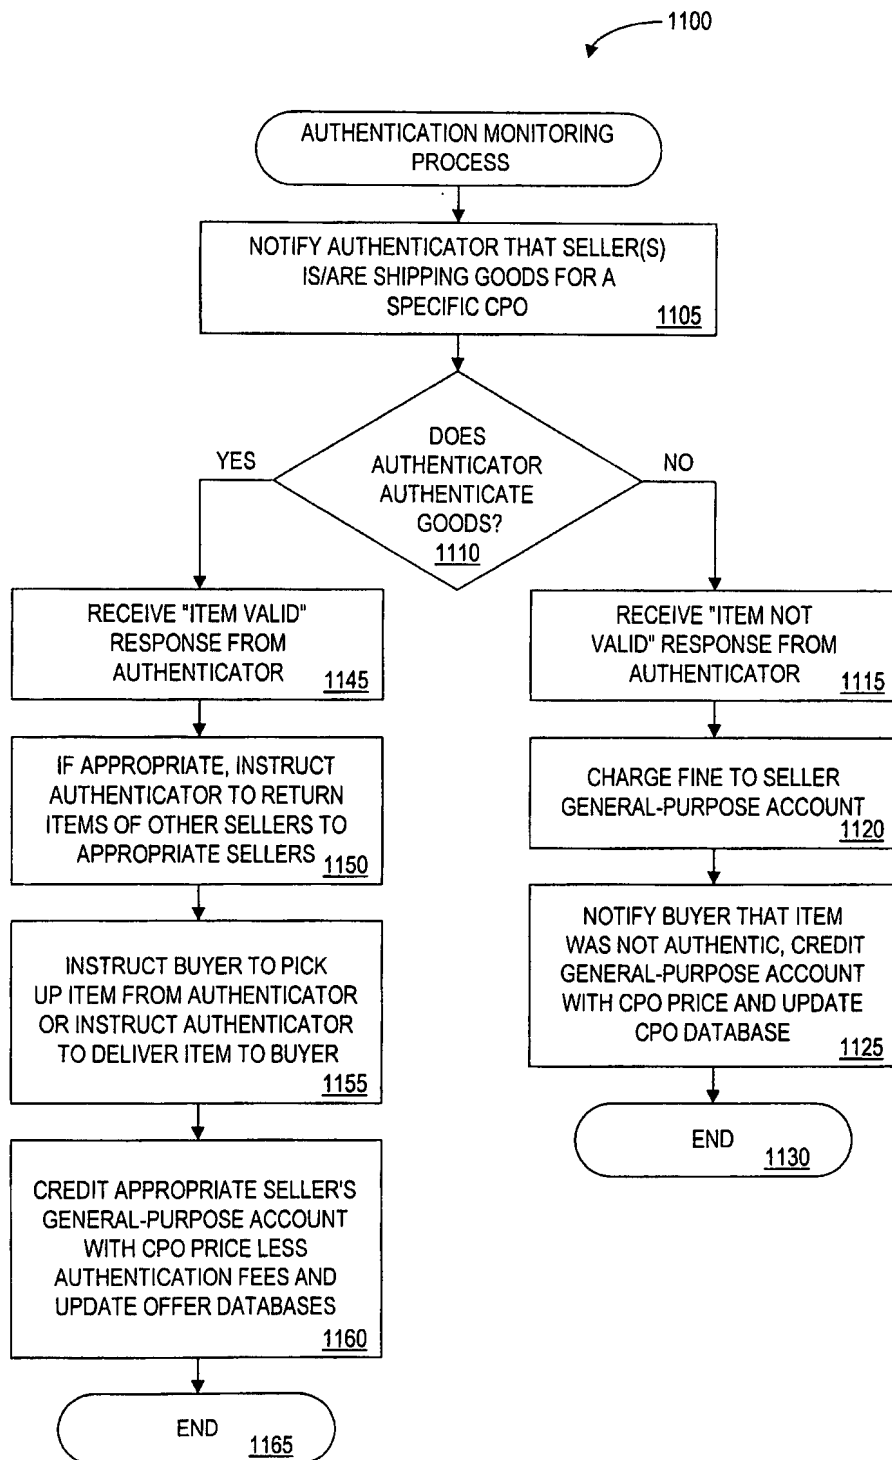 1100
AUTHENTICATION MONITORING
PROCESS
NOTIFY AUTHENTICATOR THAT SELLER(S)
IS/ARE SHIPPING GOODS FOR A
SPECIFIC CPO
1105
DOES
AUTHENTICATOR
AUTHENTICATE
GOODS?
1110
YES
NO
RECEIVE "ITEM VALID"
RESPONSE FROM
AUTHENTICATOR
1145
IF APPROPRIATE, INSTRUCT
AUTHENTICATOR TO RETURN
ITEMS OF OTHER SELLERS TO
APPROPRIATE SELLERS
1150
INSTRUCT BUYER TO PICK
UP ITEM FROM AUTHENTICATOR
OR INSTRUCT AUTHENTICATOR
TO DELIVER ITEM TO BUYER
1155
CREDIT APPROPRIATE SELLER'S
GENERAL-PURPOSE ACCOUNT
WITH CPO PRICE LESS
AUTHENTICATION FEES AND
UPDATE OFFER DATABASES
1160
END
1165
RECEIVE "ITEM NOT
VALID" RESPONSE FROM
AUTHENTICATOR
1115
CHARGE FINE TO SELLER
GENERAL-PURPOSE ACCOUNT
1120
NOTIFY BUYER THAT ITEM
WAS NOT AUTHENTIC, CREDIT
GENERAL-PURPOSE ACCOUNT
WITH CPO PRICE AND UPDATE
CPO DATABASE
1125
END
1130